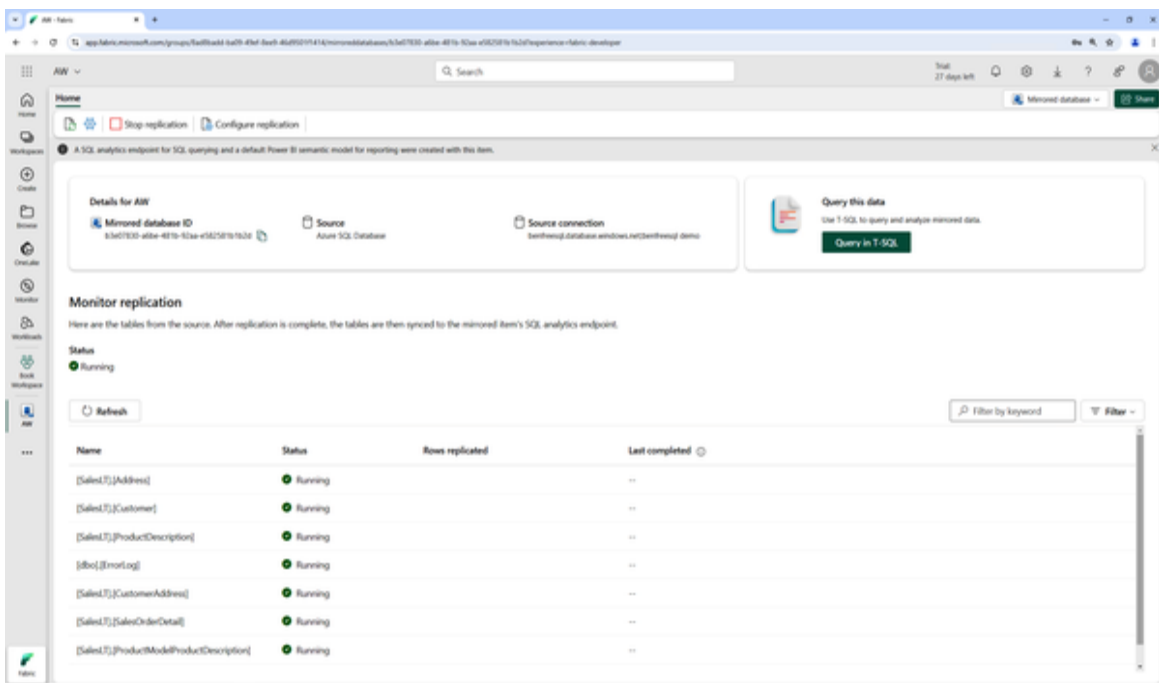 AW - Fabric
AW
Search
Trial:
27 days left
Home
Mirrored database
Share
Stop replication
Configure replication
A SQL analytics endpoint for SQL querying and a default Power BI semantic model for reporting were created with this item.
Home
Workspaces
Create
Browse
OneLake
Monitor
Workloads
Book
Workspace
AW
Fabric
Details for AW
Mirrored database ID
Source
Azure SQL Database
Source connection
Query this data
Use T-SQL to query and analyze mirrored data.
Query in T-SQL
Monitor replication
Here are the tables from the source. After replication is complete, the tables are then synced to the mirrored item's SQL analytics endpoint.
Status
Running
Refresh
Filter by keyword
Filter
Name Status Rows replicated Last completed
[SalesLT].[Address] Running --
[SalesLT].[Customer] Running --
[SalesLT].[ProductDescription] Running --
[dbo].[ErrorLog] Running --
[SalesLT].[CustomerAddress] Running --
[SalesLT].[SalesOrderDetail] Running --
[SalesLT].[ProductModelProductDescription] Running --